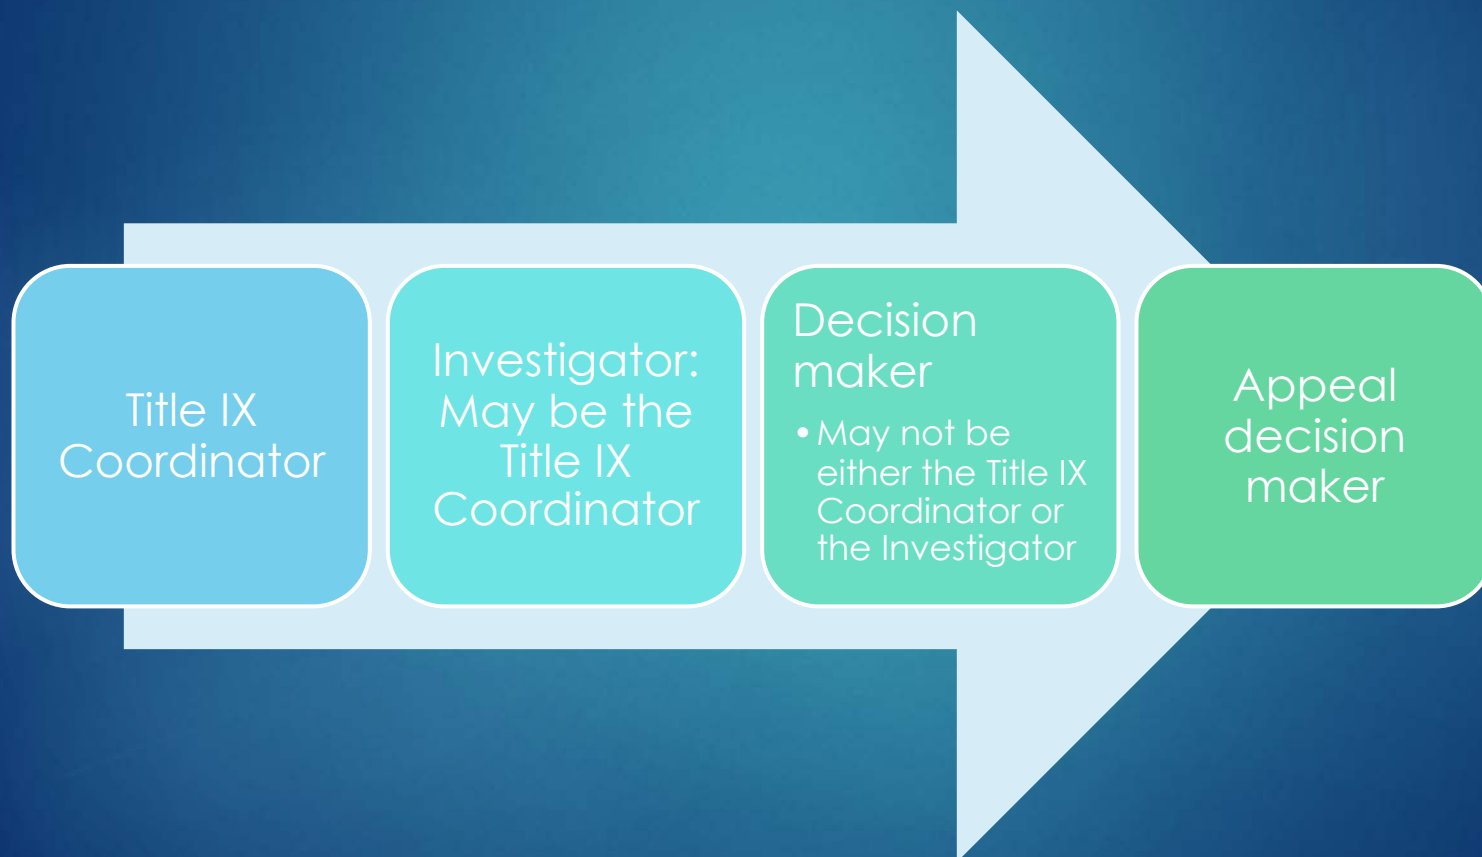 Title IX
Coordinator
Investigator:
May be the
Title IX
Coordinator
Decision
maker
• May not be
either the Title IX
Coordinator or
the Investigator
Appeal
decision
maker